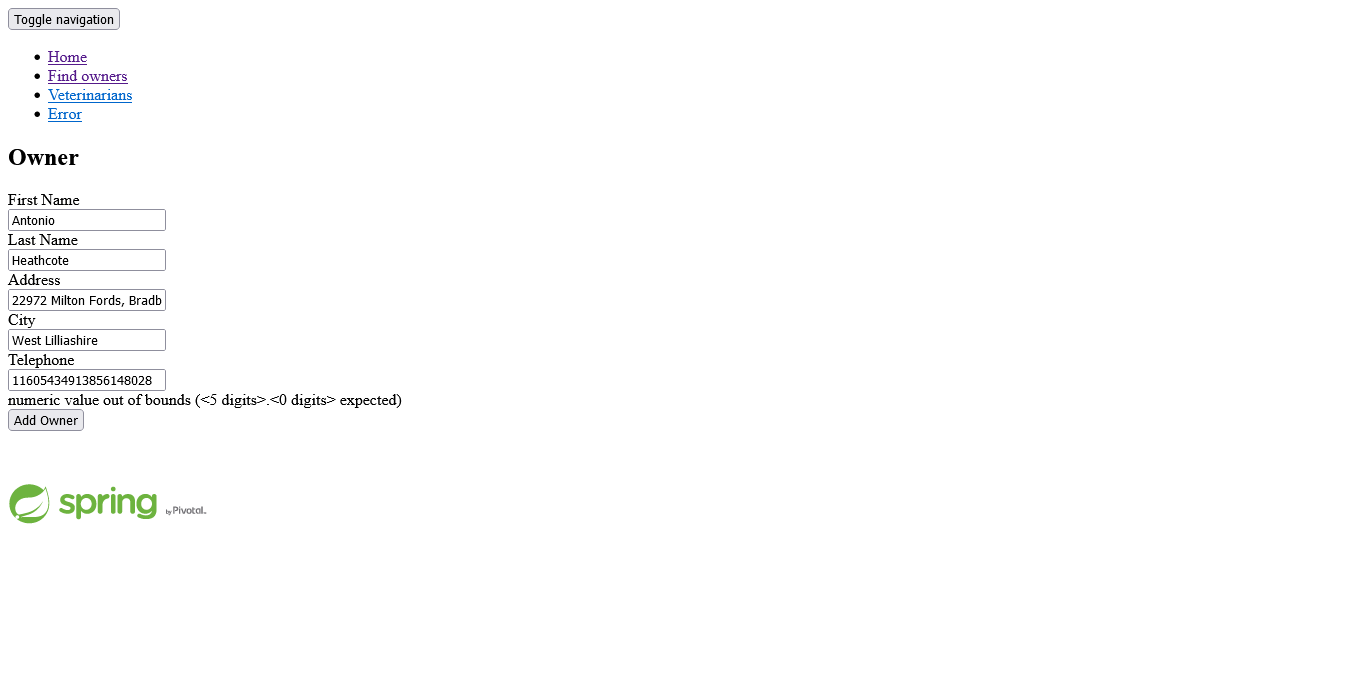 Toggle navigation
Home
Find owners
Veterinarians
Error
Owner
First Name
Antonio
Last Name
Heathcote
Address
22972 Milton Fords, Bradb
City
West Lilliashire
Telephone
11605434913856148028
numeric value out of bounds (<5 digits>.<0 digits> expected)
Add Owner
spring by Pivotal™